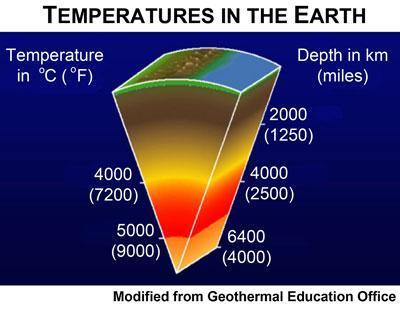 TEMPERATURES IN THE EARTH
Temperature
in °C (°F)
Depth in km
(miles)
2000
(1250)
4000
(7200)
4000
(2500)
5000
(9000)
6400
(4000)
Modified from Geothermal Education Office